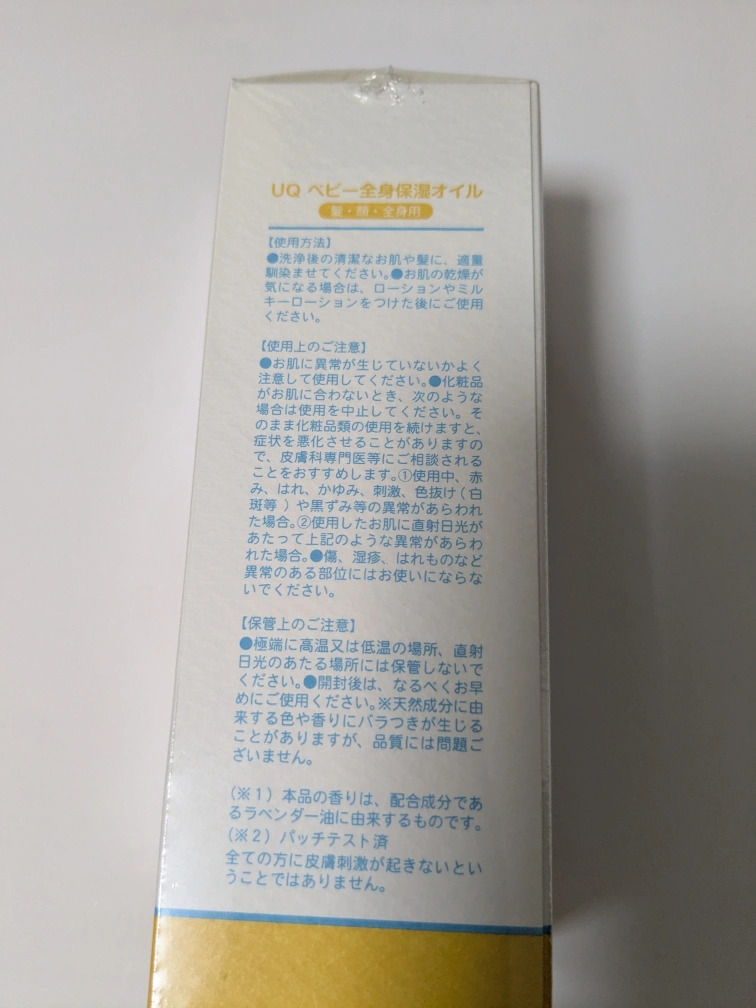 UQ ベビー全身保湿オイル
髪・顔・全身用
【使用方法】
●洗浄後の清潔なお肌や髪に、適量
馴染ませてください。●お肌の乾燥が
気になる場合は、ローションやミル
キーローションをつけた後にご使用
ください。
【使用上のご注意】
●お肌に異常が生じていないかよく
注意して使用してください。●化粧品
がお肌に合わないとき、次のような
場合は使用を中止してください。そ
のまま化粧品類の使用を続けますと、
症状を悪化させることがありますの
で、皮膚科専門医等にご相談される
ことをおすすめします。①使用中、赤
み、はれ、かゆみ、刺激、色抜け(白
斑等 )や黒ずみ等の異常があらわれ
た場合。②使用したお肌に直射日光が
あたって上記のような異常があらわ
れた場合。●傷、湿疹、はれものなど
異常のある部位にはお使いにならな
いでください。
【保管上のご注意】
●極端に高温又は低温の場所、直射
日光のあたる場所には保管しないで
ください。●開封後は、なるべくお早
めにご使用ください。※天然成分に由
来する色や香りにバラつきが生じる
ことがありますが、品質には問題ご
ざいません。
(※1)本品の香りは、配合成分であ
るラベンダー油に由来するものです。
(※2)パッチテスト済
全ての方に皮膚刺激が起きないとい
うことではありません。